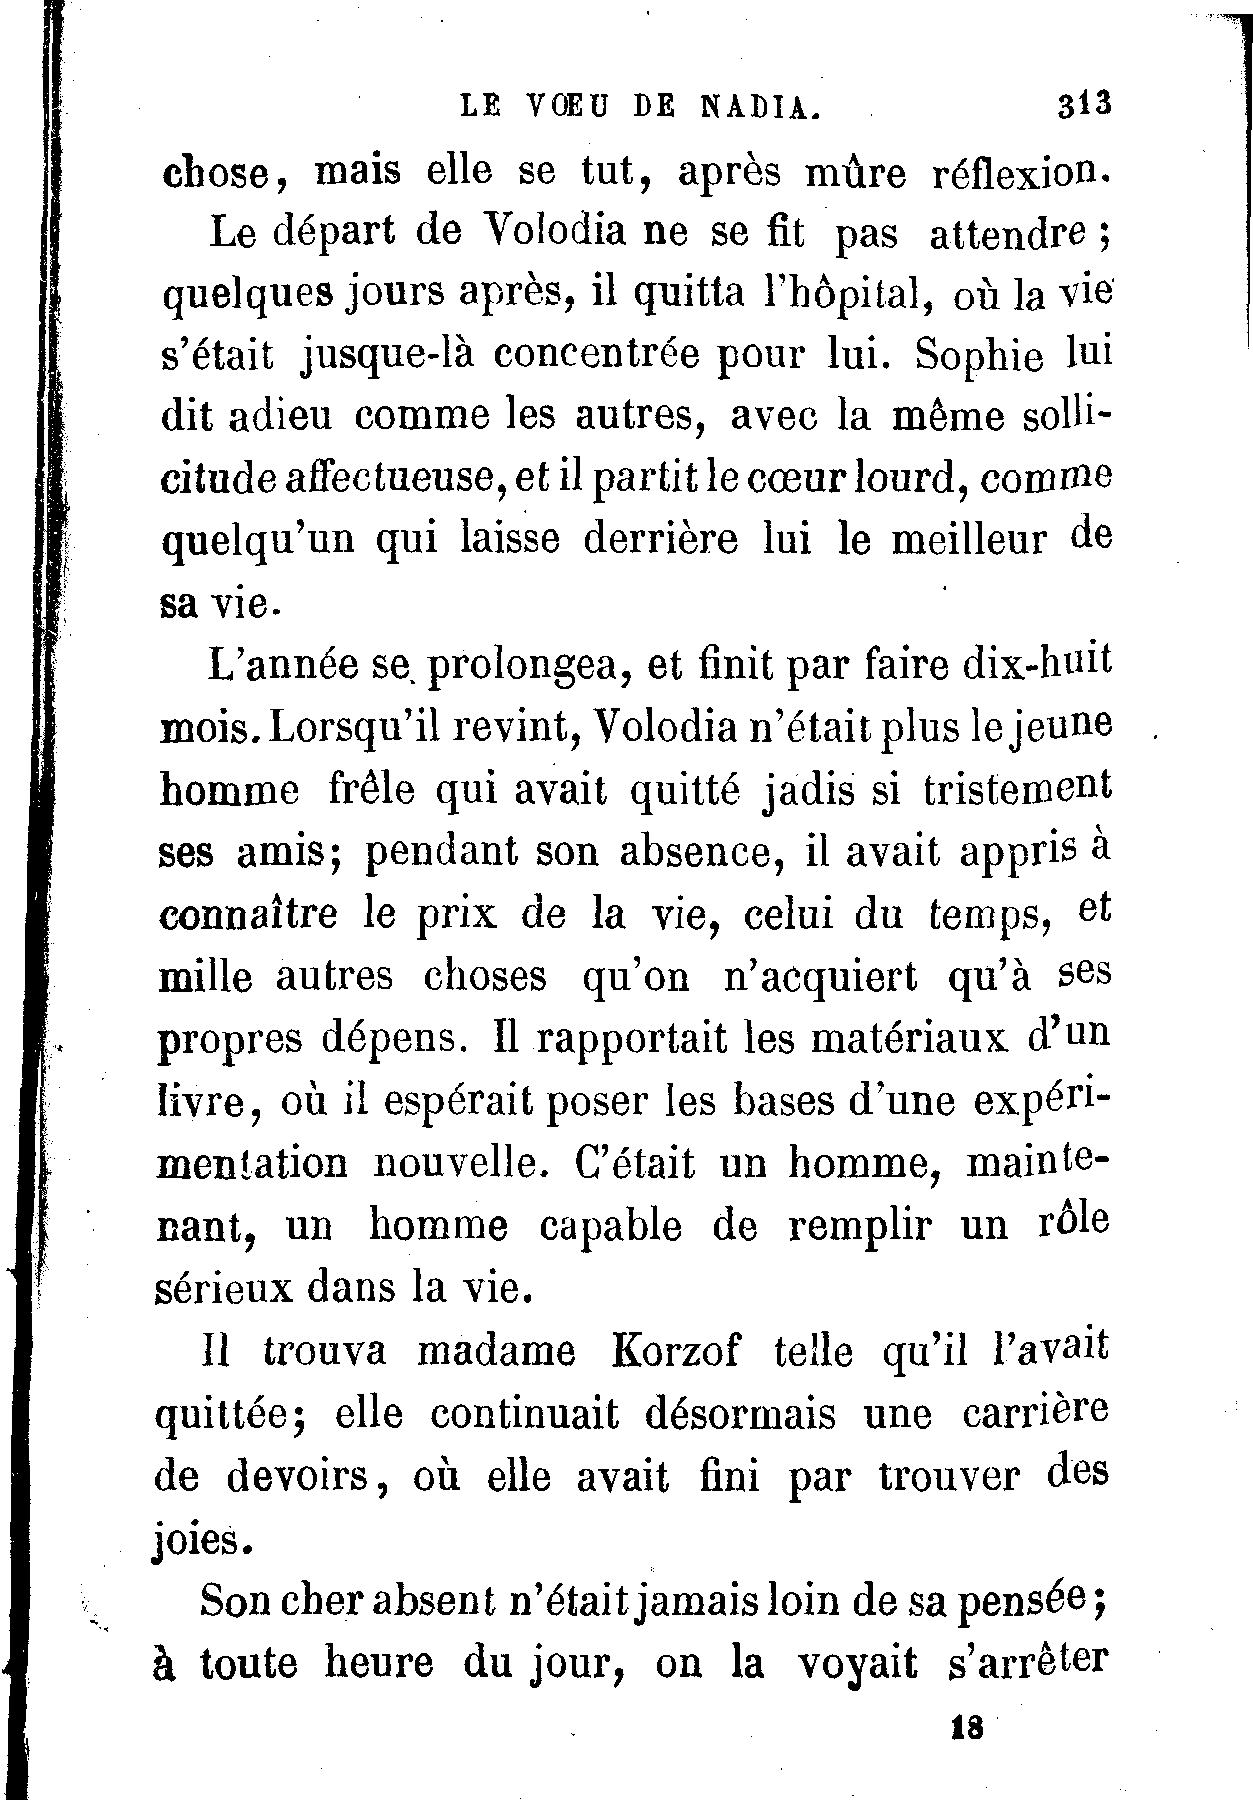 LE VŒU DE NADIA. 313
chose, mais elle se tut, après mûre réflexion.
Le départ de Volodia ne se fit pas attendre ;
quelques jours après, il quitta l'hôpital, où la vie
s'était jusque-là concentrée pour lui. Sophie lui
dit adieu comme les autres, avec la même solli-
citude affectueuse, et il partit le cœur lourd, comme
quelqu'un qui laisse derrière lui le meilleur de
sa vie.
L'année se prolongea, et finit par faire dix-huit
mois. Lorsqu'il revint, Volodia n'était plus le jeune
homme frêle qui avait quitté jadis si tristement
ses amis; pendant son absence, il avait appris à
connaître le prix de la vie, celui du temps, et
mille autres choses qu'on n'acquiert qu'à ses
propres dépens. Il rapportait les matériaux d'un
livre, où il espérait poser les bases d'une expéri-
mentation nouvelle. C'était un homme, mainte-
nant, un homme capable de remplir un rôle
sérieux dans la vie.
Il trouva madame Korzof telle qu'il l'avait
quittée; elle continuait désormais une carrière
de devoirs, où elle avait fini par trouver des
joies.
Son cher absent n'était jamais loin de sa pensée;
à toute heure du jour, on la voyait s'arrêter
18